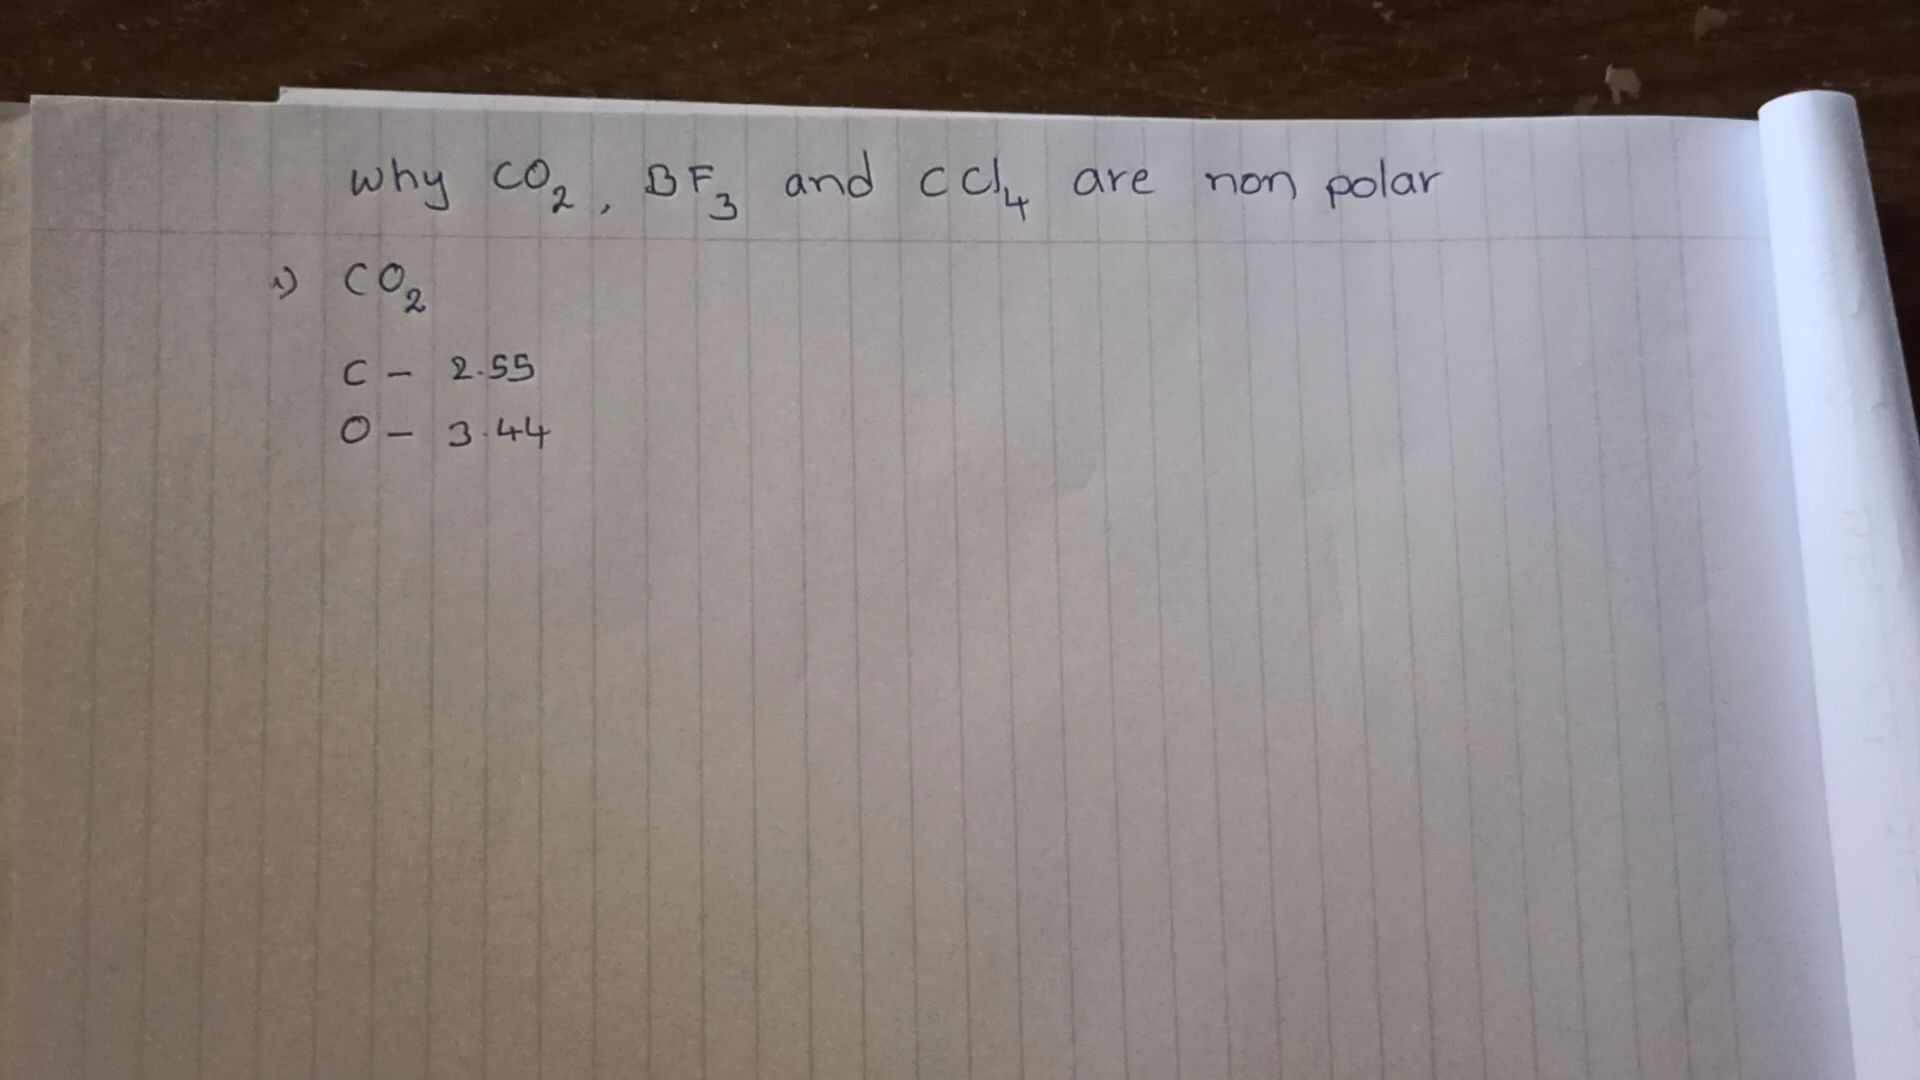 why CO₂, BF₃ and CCl₄ are non polar
1) CO₂
C - 2.55
O - 3.44